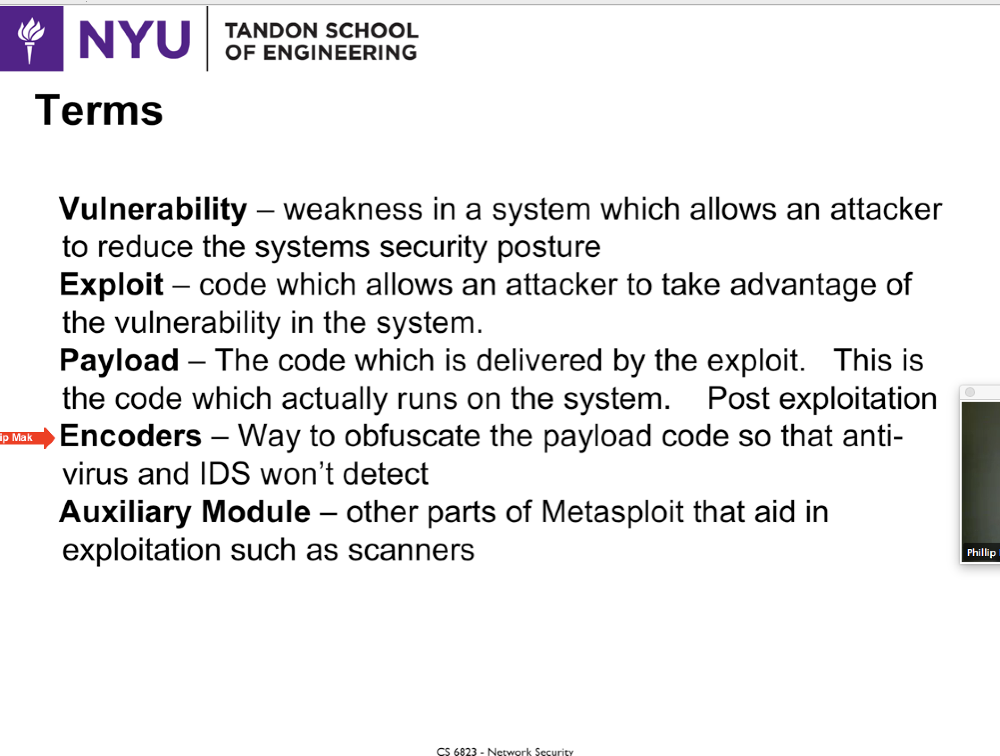 NYU
TANDON SCHOOL
OF ENGINEERING
Terms
Vulnerability – weakness in a system which allows an attacker
to reduce the systems security posture
Exploit – code which allows an attacker to take advantage of
the vulnerability in the system.
Payload – The code which is delivered by the exploit. This is
the code which actually runs on the system. Post exploitation
ip Mak
Encoders – Way to obfuscate the payload code so that anti-
virus and IDS won’t detect
Auxiliary Module – other parts of Metasploit that aid in
exploitation such as scanners
Phillip
CS 6823 - Network Security